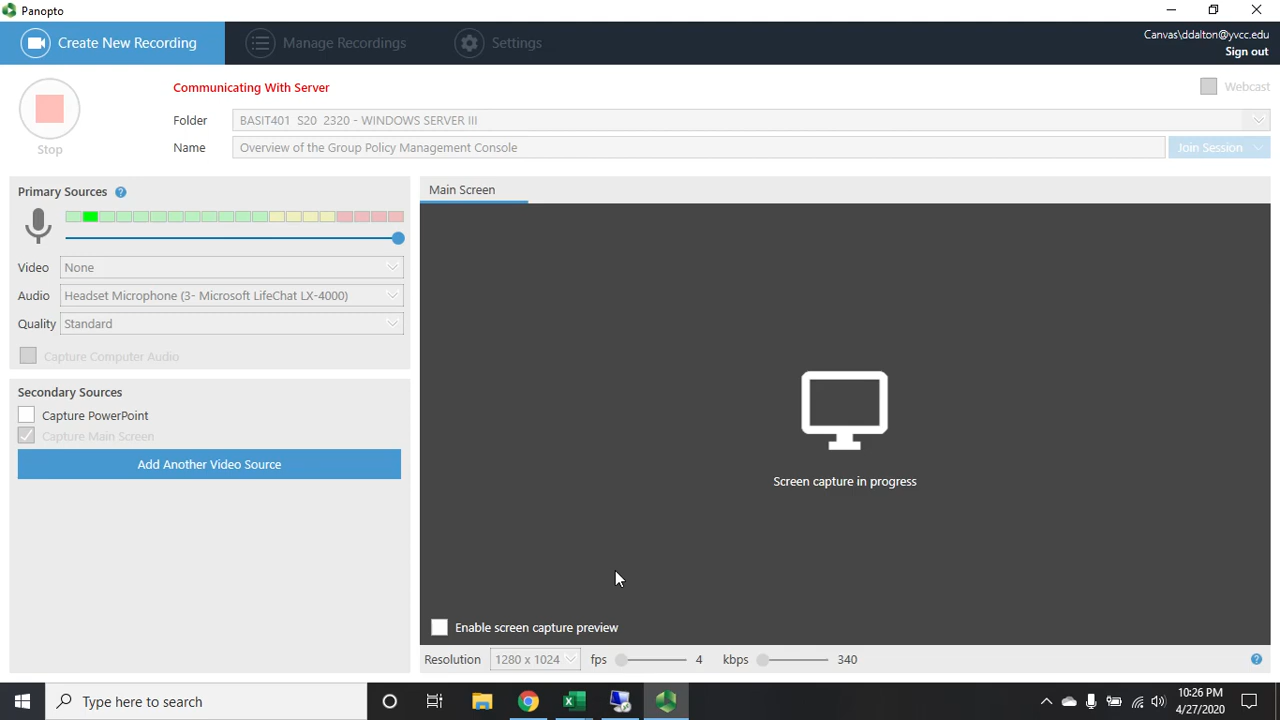 Panopto
Create New Recording
Manage Recordings
Settings
Canvas\ddalton@yvcc.edu
Sign out
Stop
Communicating With Server
Webcast
Folder
BASIT401 S20 2320 - WINDOWS SERVER III
Name
Overview of the Group Policy Management Console
Join Session
Primary Sources
?
Video
None
Audio
Headset Microphone (3- Microsoft LifeChat LX-4000)
Quality
Standard
Capture Computer Audio
Secondary Sources
Capture PowerPoint
Capture Main Screen
Add Another Video Source
Main Screen
Screen capture in progress
Enable screen capture preview
Resolution
1280 x 1024
fps
4
kbps
340
?
Type here to search
10:26 PM
4/27/2020